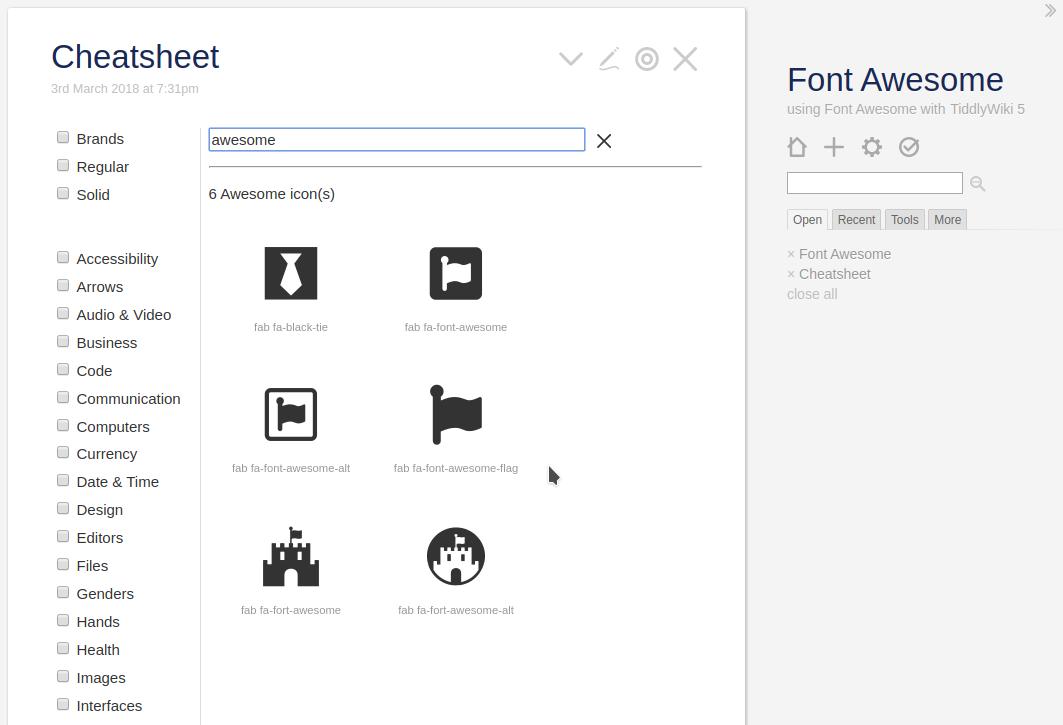 Cheatsheet
3rd March 2018 at 7:31pm
Brands
Regular
Solid
Accessibility
Arrows
Audio & Video
Business
Code
Communication
Computers
Currency
Date & Time
Design
Editors
Files
Genders
Hands
Health
Images
Interfaces
awesome
6 Awesome icon(s)
fab fa-black-tie
fab fa-font-awesome
fab fa-font-awesome-alt
fab fa-font-awesome-flag
fab fa-fort-awesome
fab fa-fort-awesome-alt
Font Awesome
using Font Awesome with TiddlyWiki 5
Open Recent Tools More
× Font Awesome
× Cheatsheet
close all